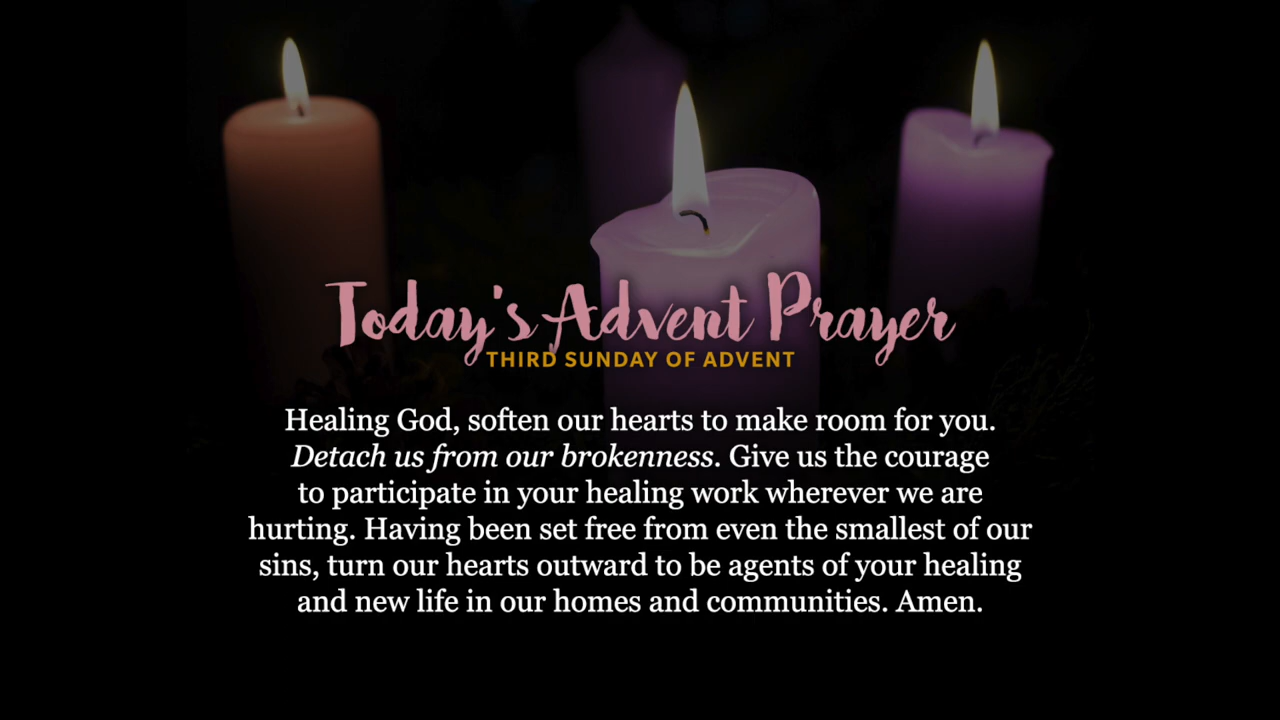 Today's Advent Prayer
THIRD SUNDAY OF ADVENT
Healing God, soften our hearts to make room for you.
Detach us from our brokenness. Give us the courage
to participate in your healing work wherever we are
hurting. Having been set free from even the smallest of our
sins, turn our hearts outward to be agents of your healing
and new life in our homes and communities. Amen.